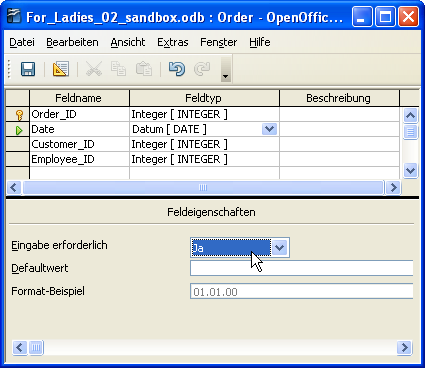 For_Ladies_02_sandbox.odb : Order - OpenOffic...
Datei Bearbeiten Ansicht Extras Fenster Hilfe
Feldname Feldtyp Beschreibung
Order_ID Integer [ INTEGER ]
Date Datum [ DATE ]
Customer_ID Integer [ INTEGER ]
Employee_ID Integer [ INTEGER ]
Feldeigenschaften
Eingabe erforderlich Ja
Defaultwert
Format-Beispiel 01.01.00